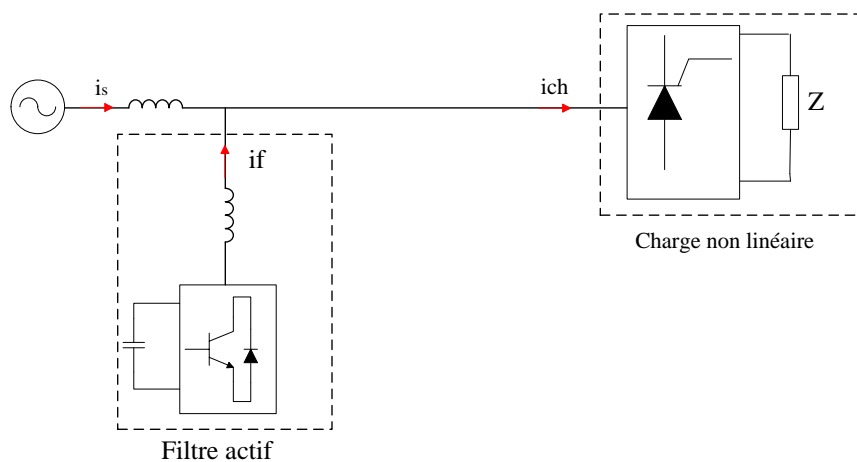 is
ich
if
Z
Charge non linéaire
Filtre actif